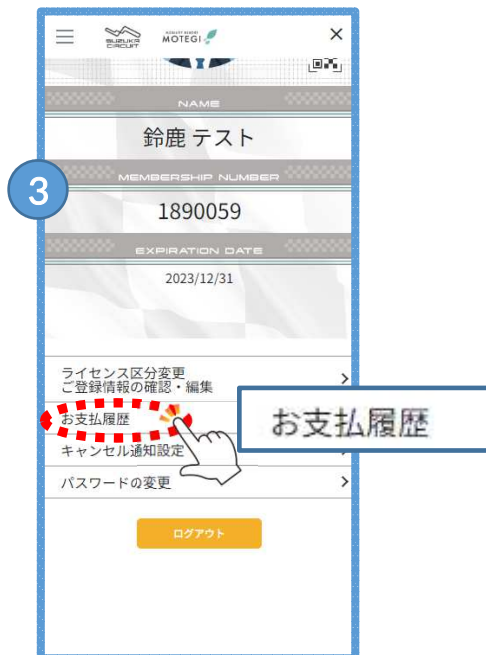 SUZUKA
CIRCUIT
MOBILITY RESORT
MOTEGI
×
NAME
鈴鹿 テスト
3
MEMBERSHIP NUMBER
1890059
EXPIRATION DATE
2023/12/31
ライセンス区分変更
ご登録情報の確認・編集
お支払履歴
お支払履歴
キャンセル通知設定
パスワードの変更
ログアウト